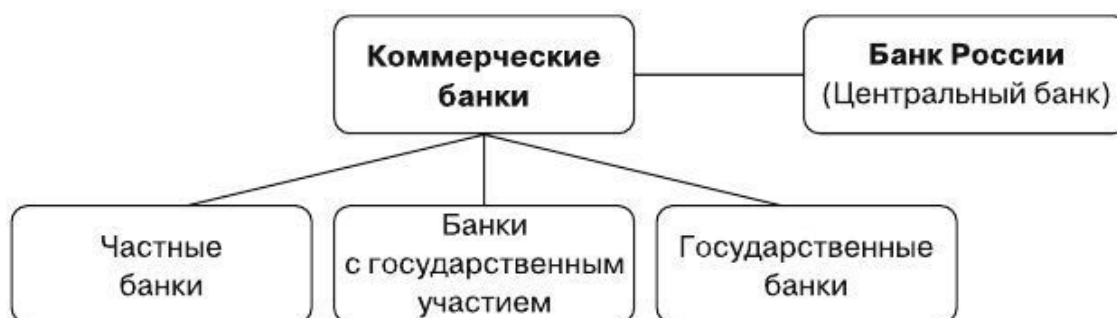 Коммерческие
банки
Банк России
(Центральный банк)
Частные
банки
Банки
с государственным
участием
Государственные
банки